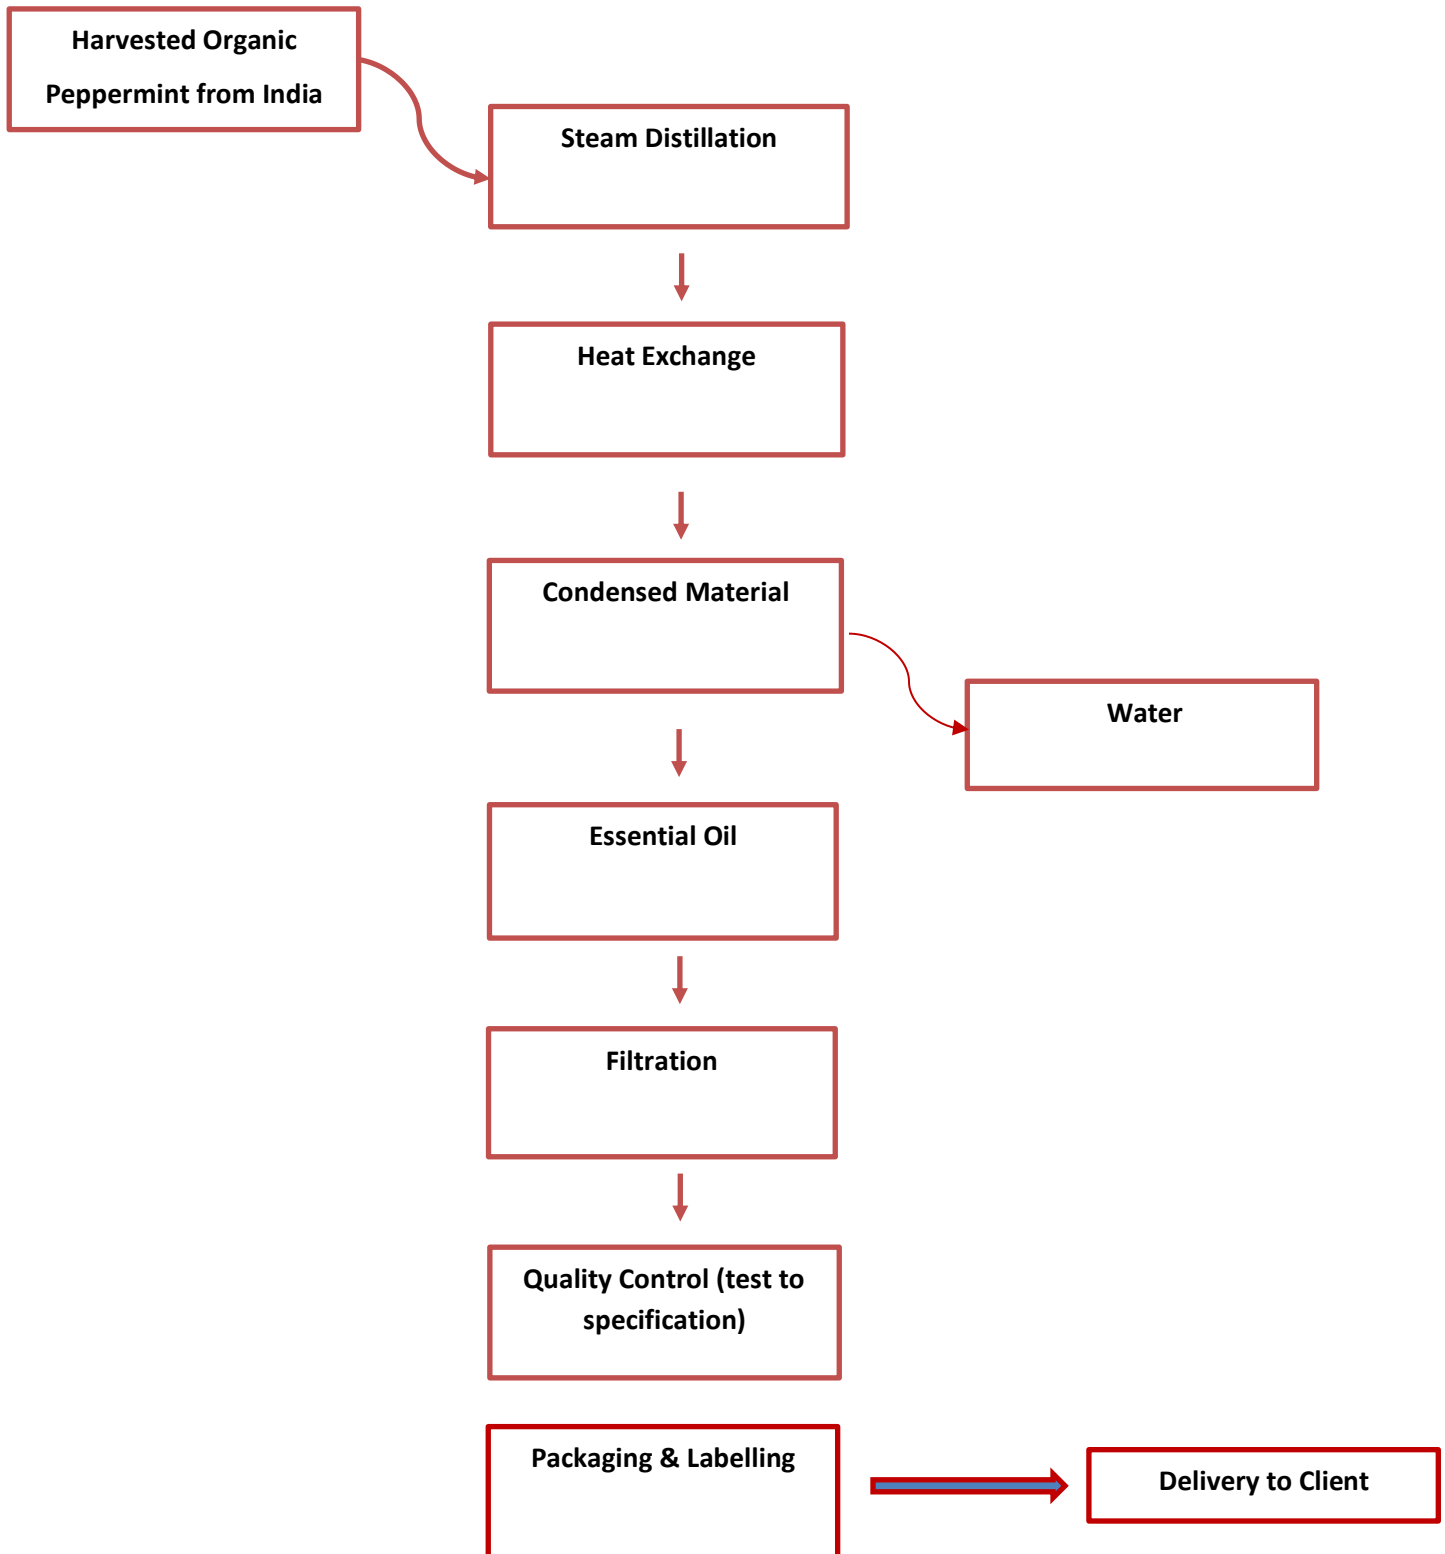 Harvested Organic
Peppermint from India
Steam Distillation
Heat Exchange
Condensed Material
Water
Essential Oil
Filtration
Quality Control (test to
specification)
Packaging & Labelling
Delivery to Client